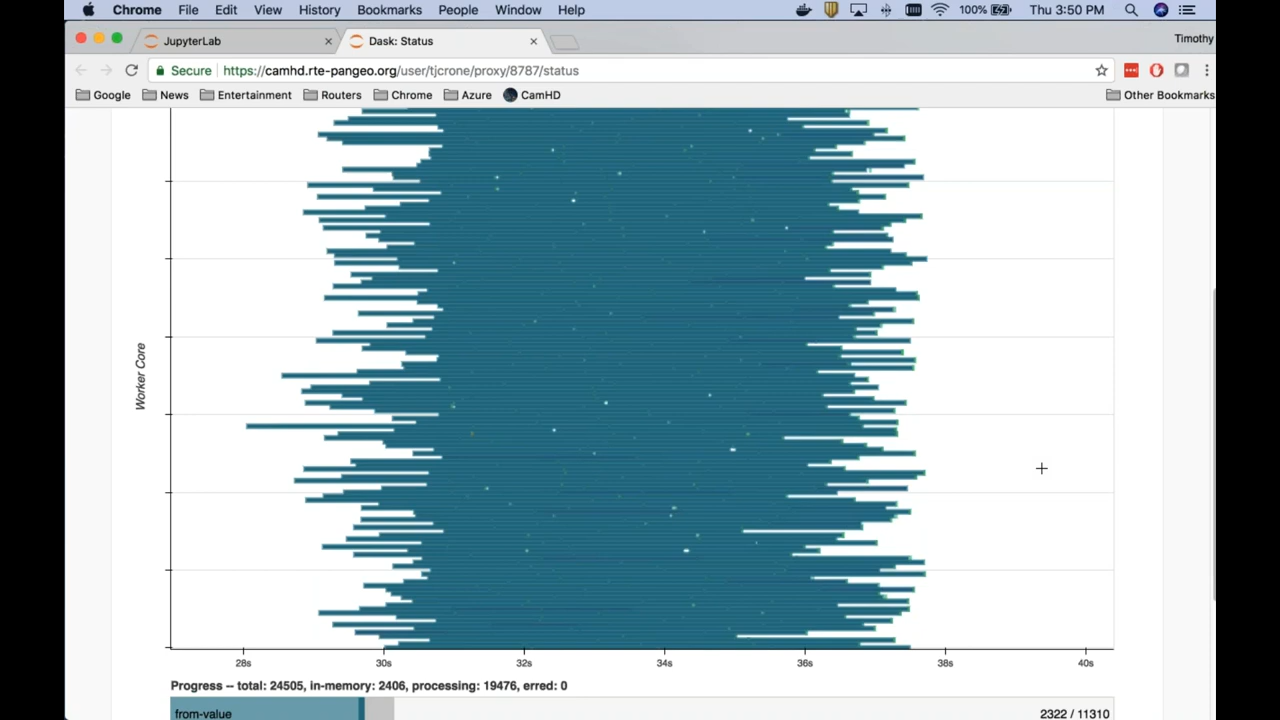 Chrome File Edit View History Bookmarks People Window Help 100% Thu 3:50 PM
JupyterLab Dask: Status Timothy
Secure https://camhd.rte-pangeo.org/user/tjcrone/proxy/8787/status
Google News Entertainment Routers Chrome Azure CamHD Other Bookmarks
Worker Core
28s 30s 32s 34s 36s 38s 40s
Progress -- total: 24505, in-memory: 2406, processing: 19476, erred: 0
from-value 2322 / 11310